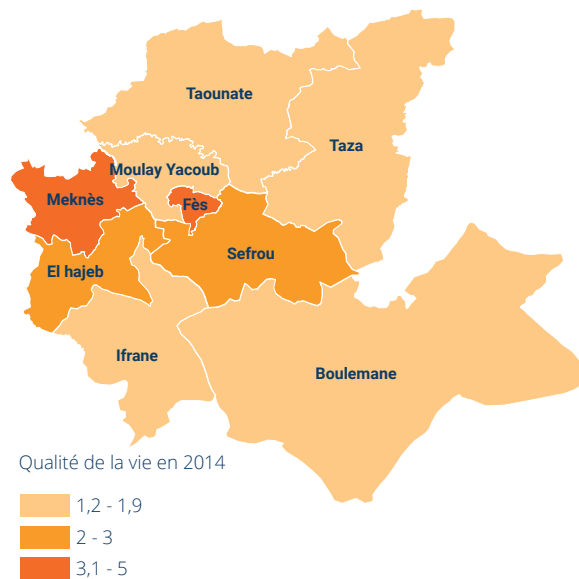 Taounate
Taza
Moulay Yacoub
Meknès
Fès
Sefrou
El hajeb
Ifrane
Boulemane
Qualité de la vie en 2014
1,2 - 1,9
2 - 3
3,1 - 5